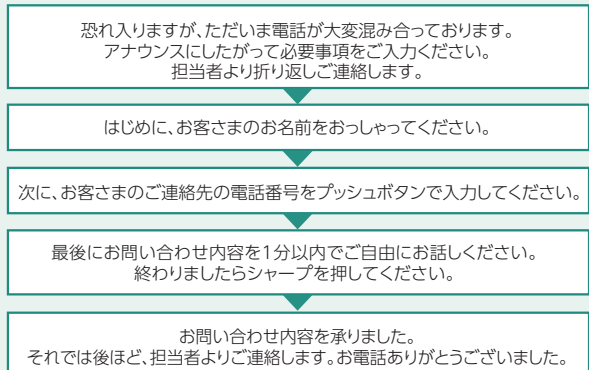 恐れ入りますが、ただいま電話が大変混み合っております。
アナウンスにしたがって必要事項をご入力ください。
担当者より折り返しご連絡します。
はじめに、お客さまのお名前をおっしゃってください。
次に、お客さまのご連絡先の電話番号をプッシュボタンで入力してください。
最後にお問い合わせ内容を1分以内でご自由にお話しください。
終わりましたらシャープを押してください。
お問い合わせ内容を承りました。
それでは後ほど、担当者よりご連絡します。お電話ありがとうございました。